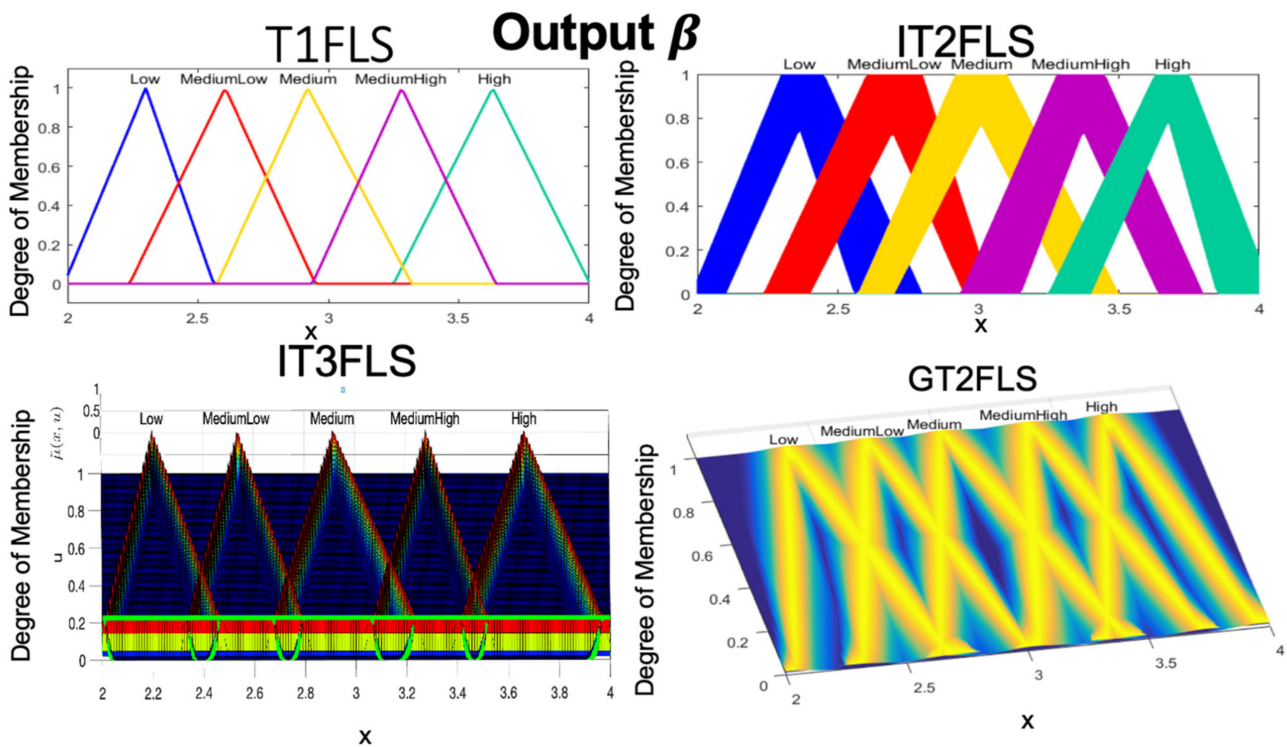 Output β
T1FLS
Low MediumLow Medium MediumHigh High
Degree of Membership
1
0.8
0.6
0.4
0.2
0
2 2.5 3 3.5 4
x
IT2FLS
Low MediumLow Medium MediumHigh High
Degree of Membership
1
0.8
0.6
0.4
0.2
0
2 2.5 3 3.5 4
x
IT3FLS
Low MediumLow Medium MediumHigh High
Degree of Membership
μ̃(x, u)
1
0.5
0
u
1
0.8
0.6
0.4
0.2
0
2 2.2 2.4 2.6 2.8 3 3.2 3.4 3.6 3.8 4
x
GT2FLS
Low MediumLow Medium MediumHigh High
Degree of Membership
1
0.8
0.6
0.4
0.2
0
2 2.5 3 3.5 4
x